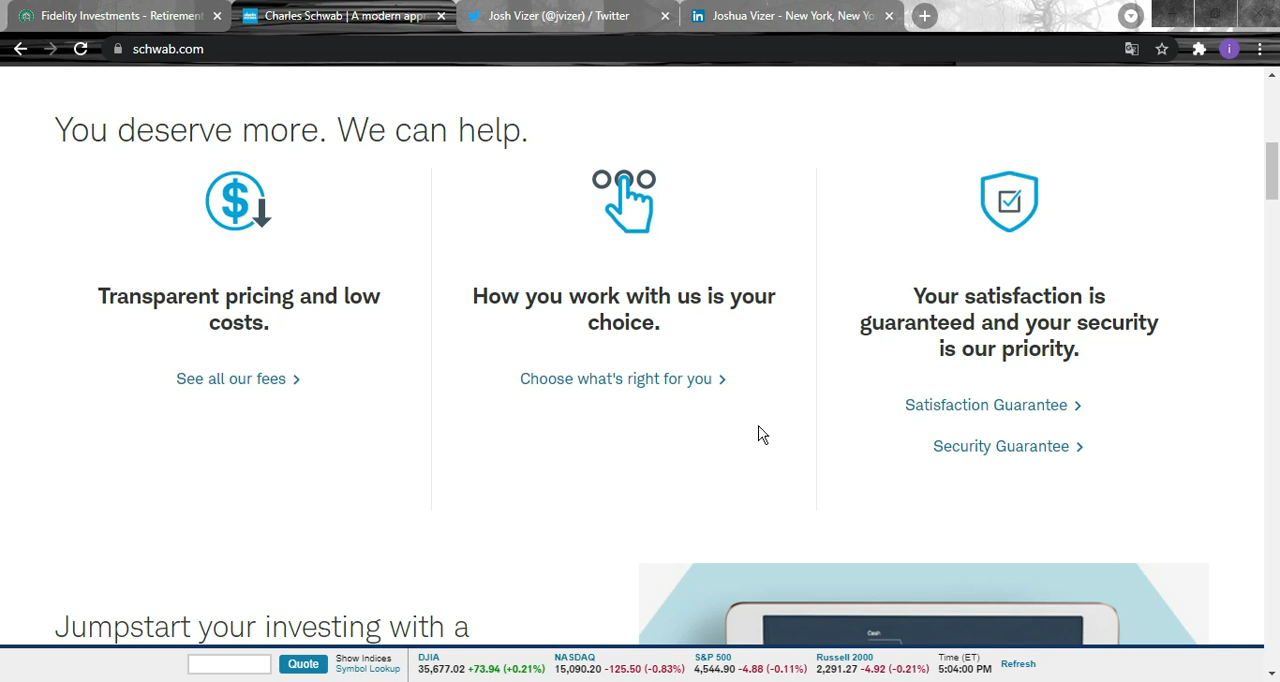 Fidelity Investments - Retirement
Charles Schwab | A modern appr
Josh Vizer (@jvizer) / Twitter
Joshua Vizer - New York, New Yo
schwab.com
You deserve more. We can help.
Transparent pricing and low
costs.
See all our fees >
How you work with us is your
choice.
Choose what's right for you >
Your satisfaction is
guaranteed and your security
is our priority.
Satisfaction Guarantee >
Security Guarantee >
Jumpstart your investing with a
Cash
Quote
Show Indices
Symbol Lookup
DJIA
35,677.02 +73.94 (+0.21%)
NASDAQ
15,090.20 -125.50 (-0.83%)
S&P 500
4,544.90 -4.88 (-0.11%)
Russell 2000
2,291.27 -4.92 (-0.21%)
Time (ET)
5:04:00 PM
Refresh